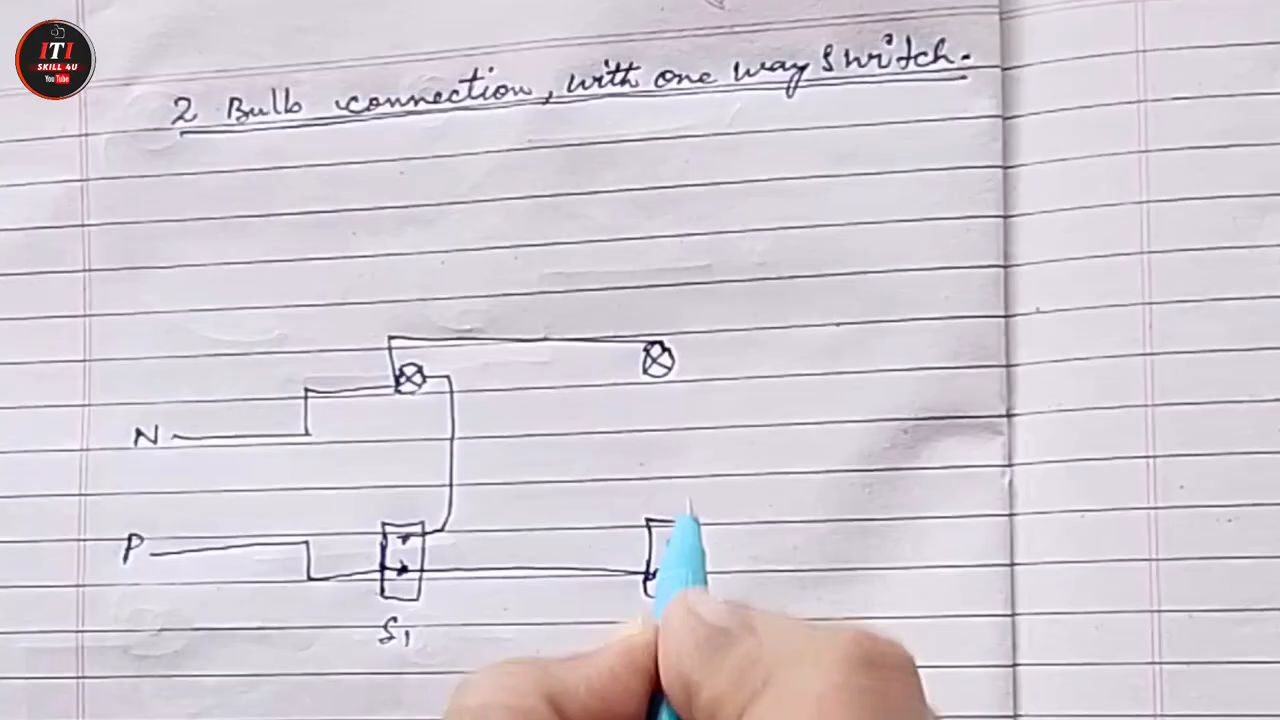 ITI
SKILL 4U
YouTube
2 Bulb connection, with one way switch.
N
P
S1